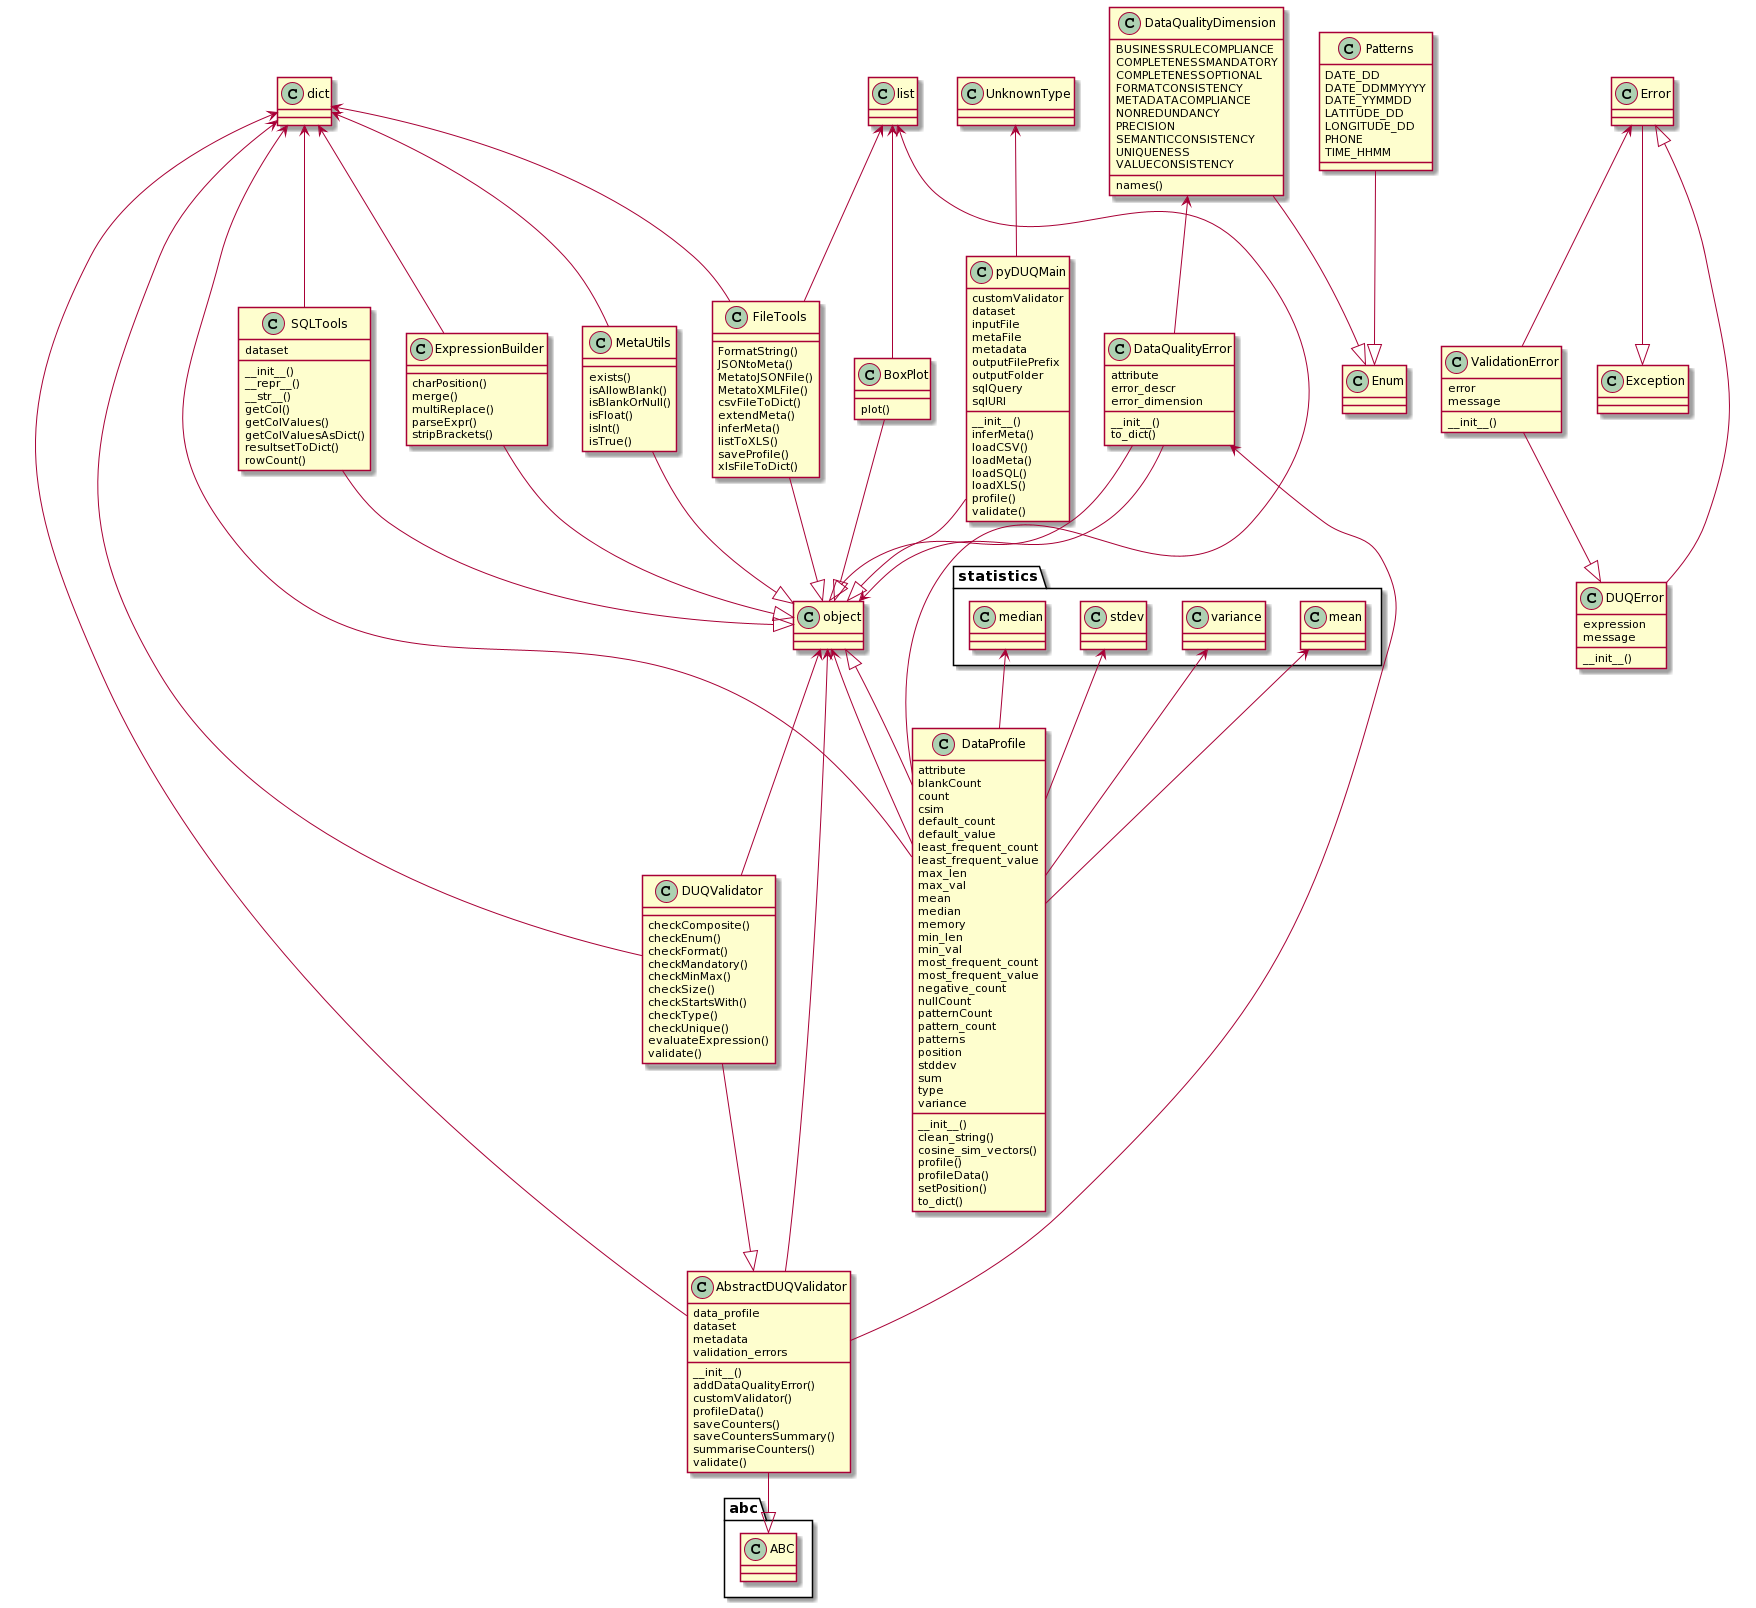 C DataQualityDimension
BUSINESSRULECOMPLIANCE
COMPLETENESSMANDATORY
COMPLETENESSOPTIONAL
FORMATCONSISTENCY
METADATACOMPLIANCE
NONREDUNDANCY
PRECISION
SEMANTICCONSISTENCY
UNIQUENESS
VALUECONSISTENCY
names()
C Patterns
DATE_DD
DATE_DDMMYYYY
DATE_YYMMDD
LATITUDE_DD
LONGITUDE_DD
PHONE
TIME_HHMM
C dict
C list
C UnknownType
C Error
C SQLTools
dataset
__init__()
__repr__()
__str__()
getCol()
getColValues()
getColValuesAsDict()
resultsetToDict()
rowCount()
C ExpressionBuilder
charPosition()
merge()
multiReplace()
parseExpr()
stripBrackets()
C MetaUtils
exists()
isAllowBlank()
isBlankOrNull()
isFloat()
isInt()
isTrue()
C FileTools
FormatString()
JSONtoMeta()
MetatoJSONFile()
MetatoXMLFile()
csvFileToDict()
extendMeta()
inferMeta()
listToXLS()
saveProfile()
xlsFileToDict()
C BoxPlot
plot()
C pyDUQMain
customValidator
dataset
inputFile
metaFile
metadata
outputFilePrefix
outputFolder
sqlQuery
sqlURI
__init__()
inferMeta()
loadCSV()
loadMeta()
loadSQL()
loadXLS()
profile()
validate()
C DataQualityError
attribute
error_descr
error_dimension
__init__()
to_dict()
C Enum
C ValidationError
error
message
__init__()
C Exception
C object
statistics
C median
C stdev
C variance
C mean
C DUQError
expression
message
__init__()
C DataProfile
attribute
blankCount
count
csim
default_count
default_value
least_frequent_count
least_frequent_value
max_len
max_val
mean
median
memory
min_len
min_val
most_frequent_count
most_frequent_value
negative_count
nullCount
patternCount
pattern_count
patterns
position
stddev
sum
type
variance
__init__()
clean_string()
cosine_sim_vectors()
profile()
profileData()
setPosition()
to_dict()
C DUQValidator
checkComposite()
checkEnum()
checkFormat()
checkMandatory()
checkMinMax()
checkSize()
checkStartsWith()
checkType()
checkUnique()
evaluateExpression()
validate()
C AbstractDUQValidator
data_profile
dataset
metadata
validation_errors
__init__()
addDataQualityError()
customValidator()
profileData()
saveCounters()
saveCountersSummary()
summariseCounters()
validate()
abc
C ABC